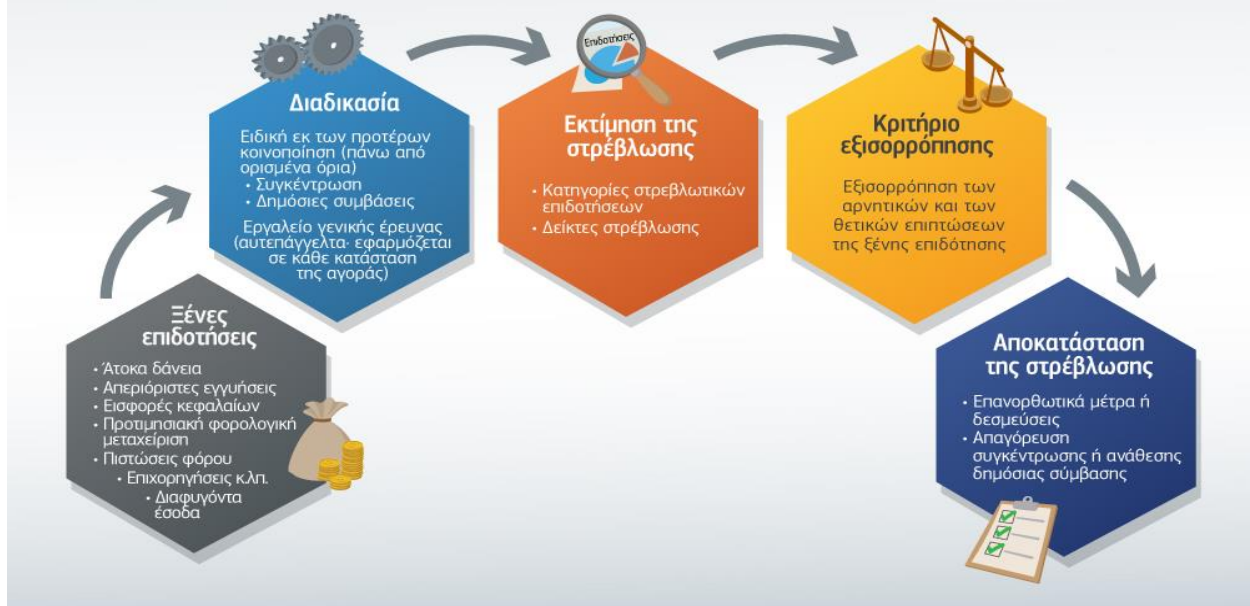 Ξένες
επιδοτήσεις
• Άτοκα δάνεια
• Απεριόριστες εγγυήσεις
• Εισφορές κεφαλαίων
• Προτιμησιακή φορολογική
μεταχείριση
• Πιστώσεις φόρου
• Επιχορηγήσεις κ.λπ.
• Διαφυγόντα
έσοδα
Διαδικασία
Ειδική εκ των προτέρων
κοινοποίηση (πάνω από
ορισμένα όρια)
• Συγκέντρωση
• Δημόσιες συμβάσεις
Εργαλείο γενικής έρευνας
(αυτεπάγγελτα· εφαρμόζεται
σε κάθε κατάσταση
της αγοράς)
Επιδοτήσεις
Εκτίμηση της
στρέβλωσης
• Κατηγορίες στρεβλωτικών
επιδοτήσεων
• Δείκτες στρέβλωσης
Κριτήριο
εξισορρόπησης
Εξισορρόπηση των
αρνητικών και των
θετικών επιπτώσεων
της ξένης επιδότησης
Αποκατάσταση
της στρέβλωσης
• Επανορθωτικά μέτρα ή
δεσμεύσεις
• Απαγόρευση
συγκέντρωσης ή ανάθεσης
δημόσιας σύμβασης